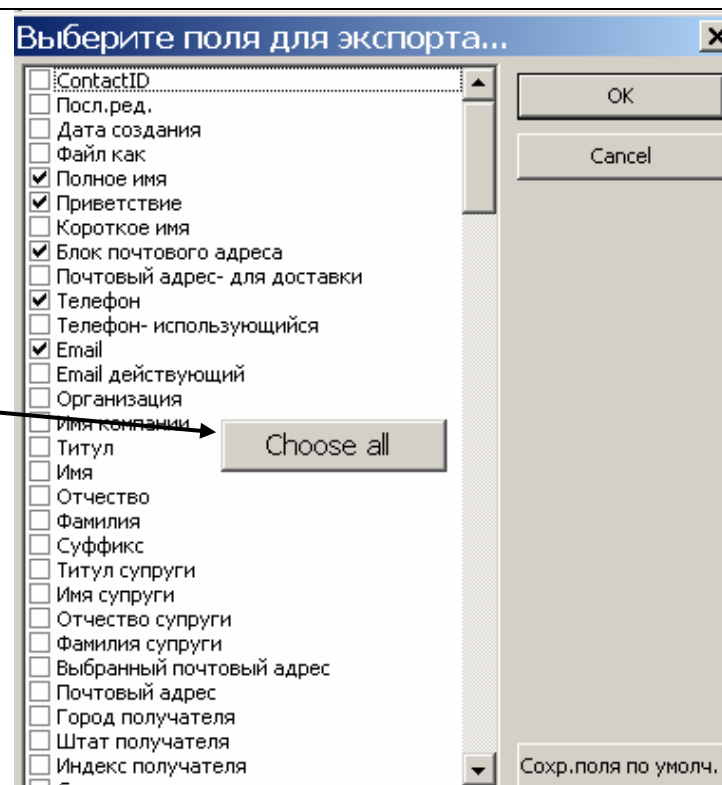 Выберите поля для экспорта...
ContactID
OK
Посл.ред.
Дата создания
Файл как
Cancel
Полное имя
Приветствие
Короткое имя
Блок почтового адреса
Почтовый адрес- для доставки
Телефон
Телефон- использующийся
Email
Email действующий
Организация
Имя компании
Титул
Choose all
Имя
Отчество
Фамилия
Суффикс
Титул супруги
Имя супруги
Отчество супруги
Фамилия супруги
Выбранный почтовый адрес
Почтовый адрес
Город получателя
Штат получателя
Индекс получателя
Сохр.поля по умолч.